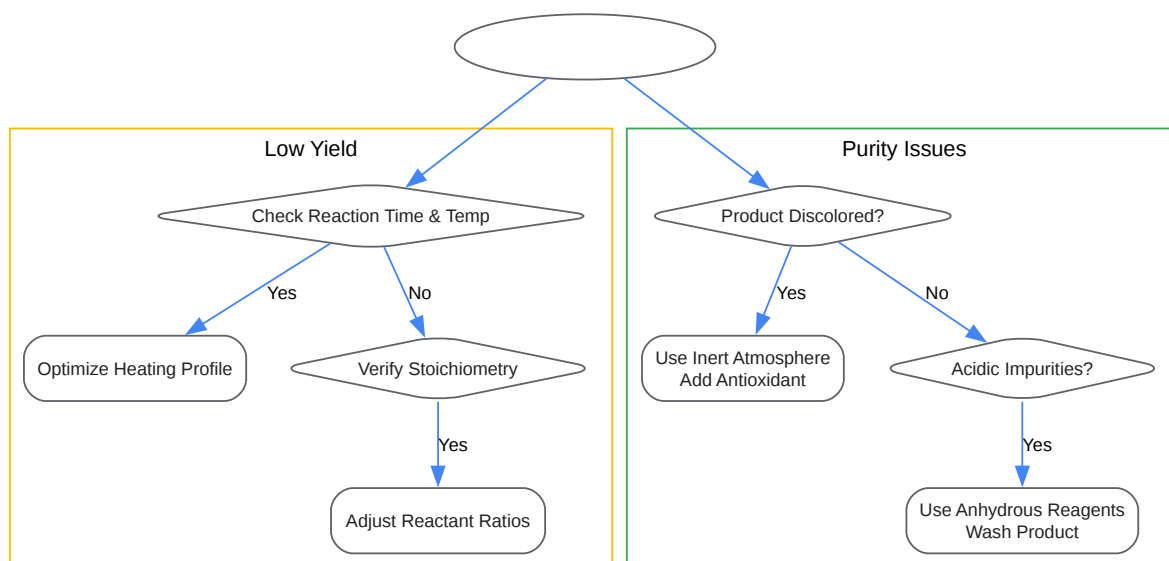 Low Yield
Purity Issues
Check Reaction Time & Temp
Product Discolored?
Yes
No
Yes
No
Optimize Heating Profile
Verify Stoichiometry
Use Inert Atmosphere
Add Antioxidant
Acidic Impurities?
Yes
Yes
Adjust Reactant Ratios
Use Anhydrous Reagents
Wash Product